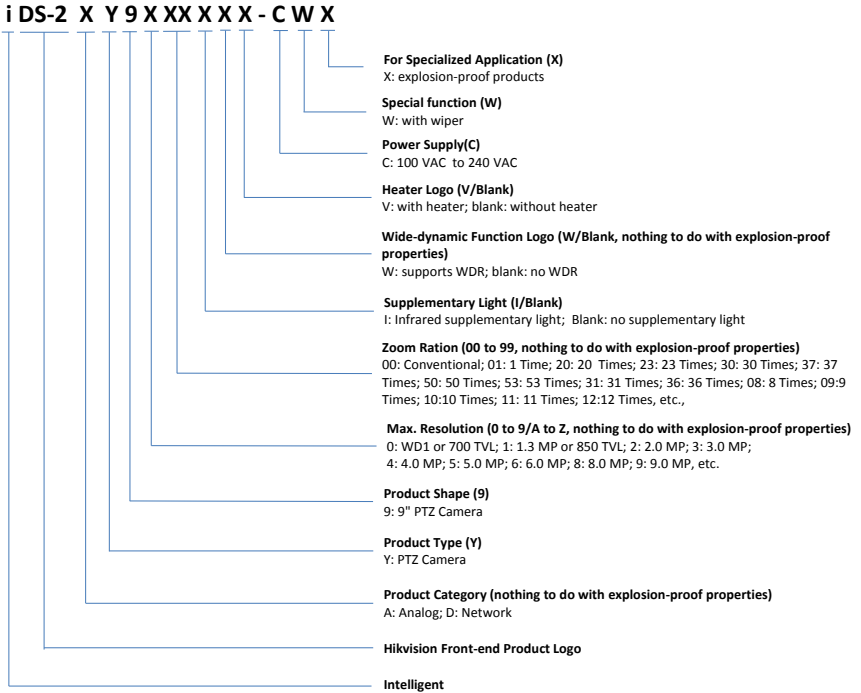 i DS-2 X Y 9 X XX X X X - C W X
For Specialized Application (X)
X: explosion-proof products
Special function (W)
W: with wiper
Power Supply(C)
C: 100 VAC to 240 VAC
Heater Logo (V/Blank)
V: with heater; blank: without heater
Wide-dynamic Function Logo (W/Blank, nothing to do with explosion-proof
properties)
W: supports WDR; blank: no WDR
Supplementary Light (I/Blank)
I: Infrared supplementary light; Blank: no supplementary light
Zoom Ration (00 to 99, nothing to do with explosion-proof properties)
00: Conventional; 01: 1 Time; 20: 20 Times; 23: 23 Times; 30: 30 Times; 37: 37
Times; 50: 50 Times; 53: 53 Times; 31: 31 Times; 36: 36 Times; 08: 8 Times; 09:9
Times; 10:10 Times; 11: 11 Times; 12:12 Times, etc.,
Max. Resolution (0 to 9/A to Z, nothing to do with explosion-proof properties)
0: WD1 or 700 TVL; 1: 1.3 MP or 850 TVL; 2: 2.0 MP; 3: 3.0 MP;
4: 4.0 MP; 5: 5.0 MP; 6: 6.0 MP; 8: 8.0 MP; 9: 9.0 MP, etc.
Product Shape (9)
9: 9" PTZ Camera
Product Type (Y)
Y: PTZ Camera
Product Category (nothing to do with explosion-proof properties)
A: Analog; D: Network
Hikvision Front-end Product Logo
Intelligent